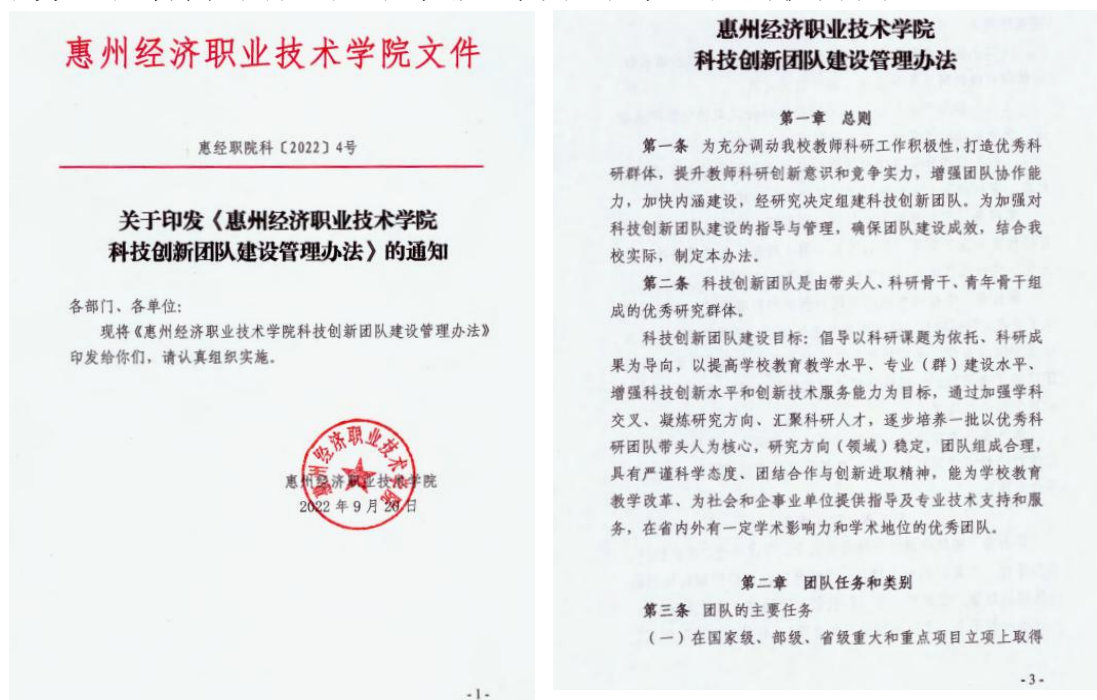 惠州经济职业技术学院文件
惠经职院科〔2022〕4号
关于印发《惠州经济职业技术学院
科技创新团队建设管理办法》的通知
各部门、各单位:
现将《惠州经济职业技术学院科技创新团队建设管理办法》
印发给你们,请认真组织实施。
惠州经济职业技术学院
惠州经济职业技术学院
2022年9月26日
-1-
惠州经济职业技术学院
科技创新团队建设管理办法
第一章 总则
第一条 为充分调动我校教师科研工作积极性,打造优秀科
研群体,提升教师科研创新意识和竞争实力,增强团队协作能
力,加快内涵建设,经研究决定组建科技创新团队。为加强对
科技创新团队建设的指导与管理,确保团队建设成效,结合我
校实际,制定本办法。
第二条 科技创新团队是由带头人、科研骨干、青年骨干组
成的优秀研究群体。
科技创新团队建设目标:倡导以科研课题为依托、科研成
果为导向,以提高学校教育教学水平、专业(群)建设水平、
增强科技创新水平和创新技术服务能力为目标,通过加强学科
交叉、凝炼研究方向、汇聚科研人才,逐步培养一批以优秀科
研团队带头人为核心,研究方向(领域)稳定,团队组成合理,
具有严谨科学态度、团结合作与创新进取精神,能为学校教育
教学改革、为社会和企事业单位提供指导及专业技术支持和服
务,在省内外有一定学术影响力和学术地位的优秀团队。
第二章 团队任务和类别
第三条 团队的主要任务
(一)在国家级、部级、省级重大和重点项目立项上取得
-3-